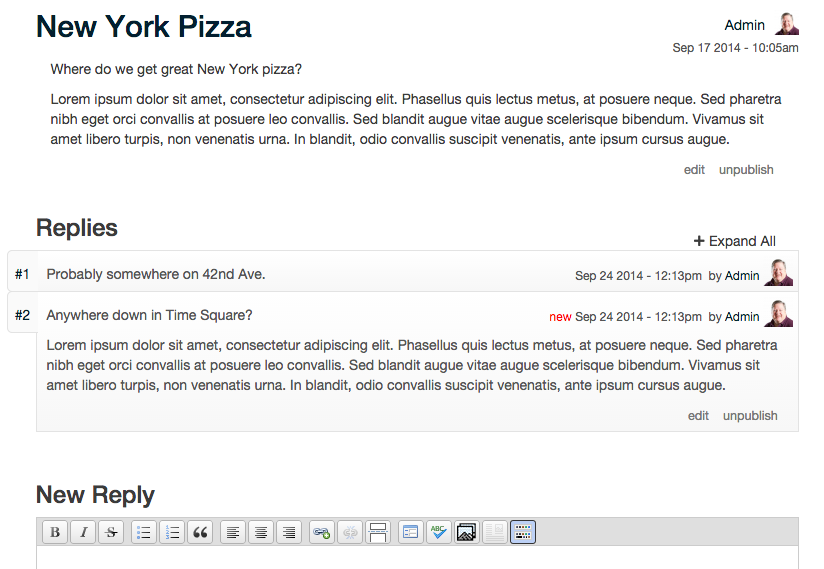 New York Pizza
Admin
Sep 17 2014 - 10:05am
Where do we get great New York pizza?
Lorem ipsum dolor sit amet, consectetur adipiscing elit. Phasellus quis lectus metus, at posuere neque. Sed pharetra
nibh eget orci convallis at posuere leo convallis. Sed blandit augue vitae augue scelerisque bibendum. Vivamus sit
amet libero turpis, non venenatis urna. In blandit, odio convallis suscipit venenatis, ante ipsum cursus augue.
edit unpublish
Replies
+ Expand All
#1 Probably somewhere on 42nd Ave. Sep 24 2014 - 12:13pm by Admin
#2 Anywhere down in Time Square? new Sep 24 2014 - 12:13pm by Admin
Lorem ipsum dolor sit amet, consectetur adipiscing elit. Phasellus quis lectus metus, at posuere neque. Sed pharetra
nibh eget orci convallis at posuere leo convallis. Sed blandit augue vitae augue scelerisque bibendum. Vivamus sit
amet libero turpis, non venenatis urna. In blandit, odio convallis suscipit venenatis, ante ipsum cursus augue.
edit unpublish
New Reply
B I S ABC